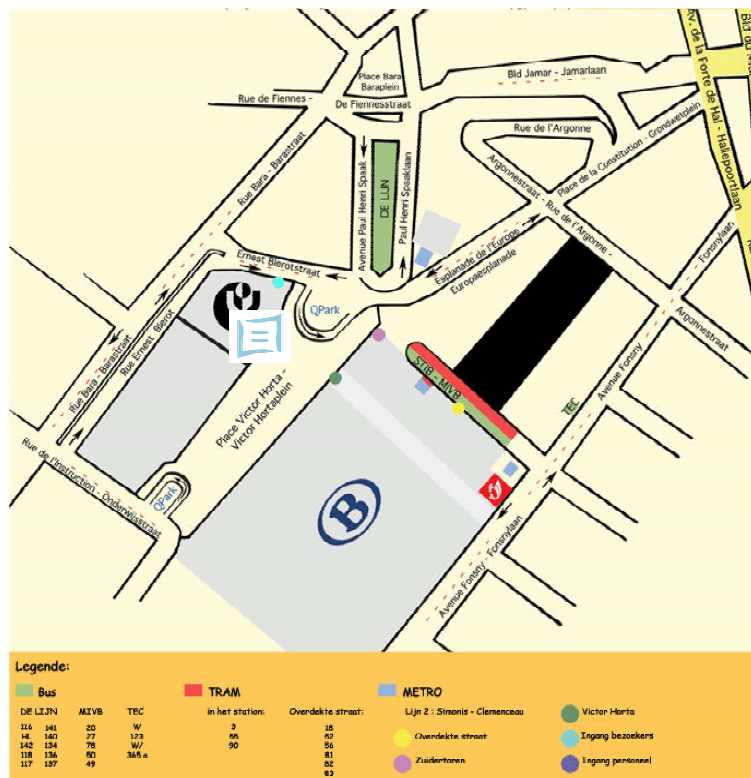 Bld Jamar - Jamarlaan
Place Bara
Baraplein
Rue de Fiennes -
De Fiennesstraat
Av. de la Porte de Hal - Hallepoortlaan
Rue de l'Argonne
Place de la Constitution - Grondwetplein
Argonnestraat - Rue de l'Argonne -
Argonnestraat
Rue Bara - Barastraat
Avenue Paul Henri Spaak
DE LIJN
Paul Henri Spaaklaan
Fonsnylaan
Ernest Blerotstraat
Esplanade de l'Europe
Europaesplanade
QPark
Rue Bara - Barastraat
Rue Ernest Blerot
STIB - MIVB
Avenue Fonsny
TEC
Place Victor Horta -
Victor Hortaplein
Rue de l'Instruction - Onderwijsstraat
QPark
B
Avenue Fonsny - Fonsnylaan
Legende:
Bus
TRAM
METRO
DE LIJN MIVB TEC
in het station: Overdekte straat:
Lijn 2 : Simonis - Clemenceau
Victor Horta
116 141 20 W 3 18
HL 140 27 123 55 52
Overdekte straat
Ingang bezoekers
142 134 78 W/ 90 56
118 136 50 365 a 81
Zuidertoren
Ingang personeel
117 137 49 82
83